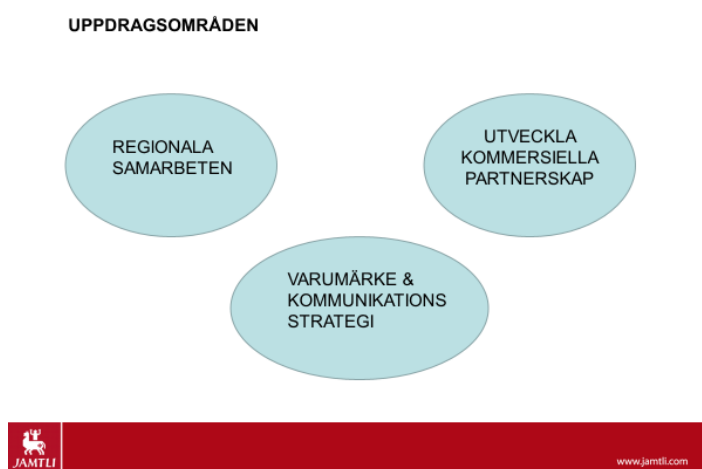 UPPDRAGSOMRÅDEN
REGIONALA
SAMARBETEN
UTVECKLA
KOMMERSIELLA
PARTNERSKAP
VARUMÄRKE &
KOMMUNIKATIONS
STRATEGI
JAMTLI
www.jamtli.com